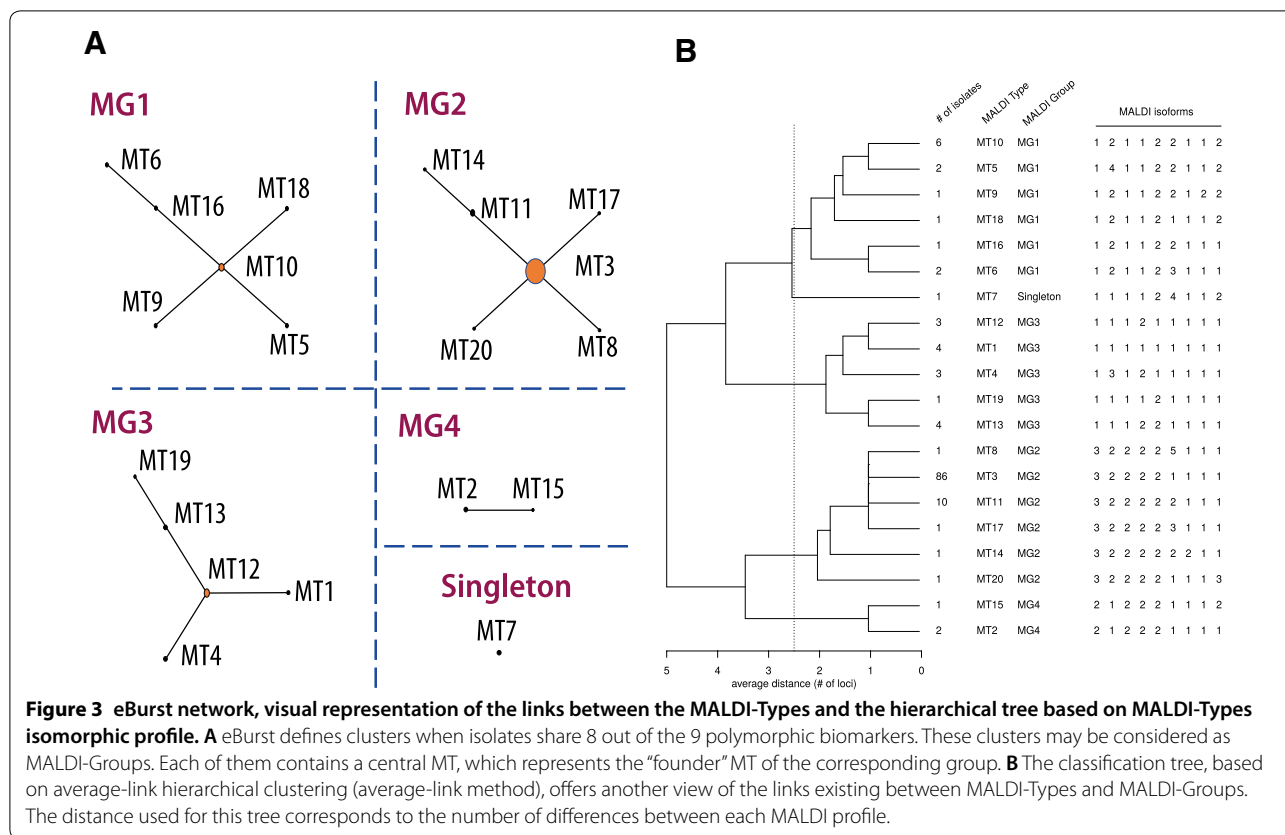 A
MG1
MT6
MT16
MT18
MT10
MT9
MT5
MG2
MT14
MT11
MT17
MT3
MT20
MT8
MG3
MT19
MT13
MT12
MT1
MT4
MG4
MT2 MT15
Singleton
MT7
B
# of isolates MALDI Type MALDI Group MALDI isoforms
6 MT10 MG1 1 2 1 1 2 2 1 1 2
2 MT5 MG1 1 4 1 1 2 2 1 1 2
1 MT9 MG1 1 2 1 1 2 2 1 2 2
1 MT18 MG1 1 2 1 1 2 1 1 1 2
1 MT16 MG1 1 2 1 1 2 2 1 1 1
2 MT6 MG1 1 2 1 1 2 3 1 1 1
1 MT7 Singleton 1 1 1 1 2 4 1 1 2
3 MT12 MG3 1 1 1 2 1 1 1 1 1
4 MT1 MG3 1 1 1 1 1 1 1 1 1
3 MT4 MG3 1 3 1 2 1 1 1 1 1
1 MT19 MG3 1 1 1 1 2 1 1 1 1
4 MT13 MG3 1 1 1 2 2 1 1 1 1
1 MT8 MG2 3 2 2 2 2 5 1 1 1
86 MT3 MG2 3 2 2 2 2 1 1 1 1
10 MT11 MG2 3 2 2 2 2 2 1 1 1
1 MT17 MG2 3 2 2 2 2 3 1 1 1
1 MT14 MG2 3 2 2 2 2 2 2 1 1
1 MT20 MG2 3 2 2 2 2 1 1 1 3
1 MT15 MG4 2 1 2 2 2 1 1 1 2
2 MT2 MG4 2 1 2 2 2 1 1 1 1
5 4 3 2 1 0
average distance (# of loci)
Figure 3 eBurst network, visual representation of the links between the MALDI-Types and the hierarchical tree based on MALDI-Types
isomorphic profile. A eBurst defines clusters when isolates share 8 out of the 9 polymorphic biomarkers. These clusters may be considered as
MALDI-Groups. Each of them contains a central MT, which represents the “founder” MT of the corresponding group. B The classification tree, based
on average-link hierarchical clustering (average-link method), offers another view of the links existing between MALDI-Types and MALDI-Groups.
The distance used for this tree corresponds to the number of differences between each MALDI profile.